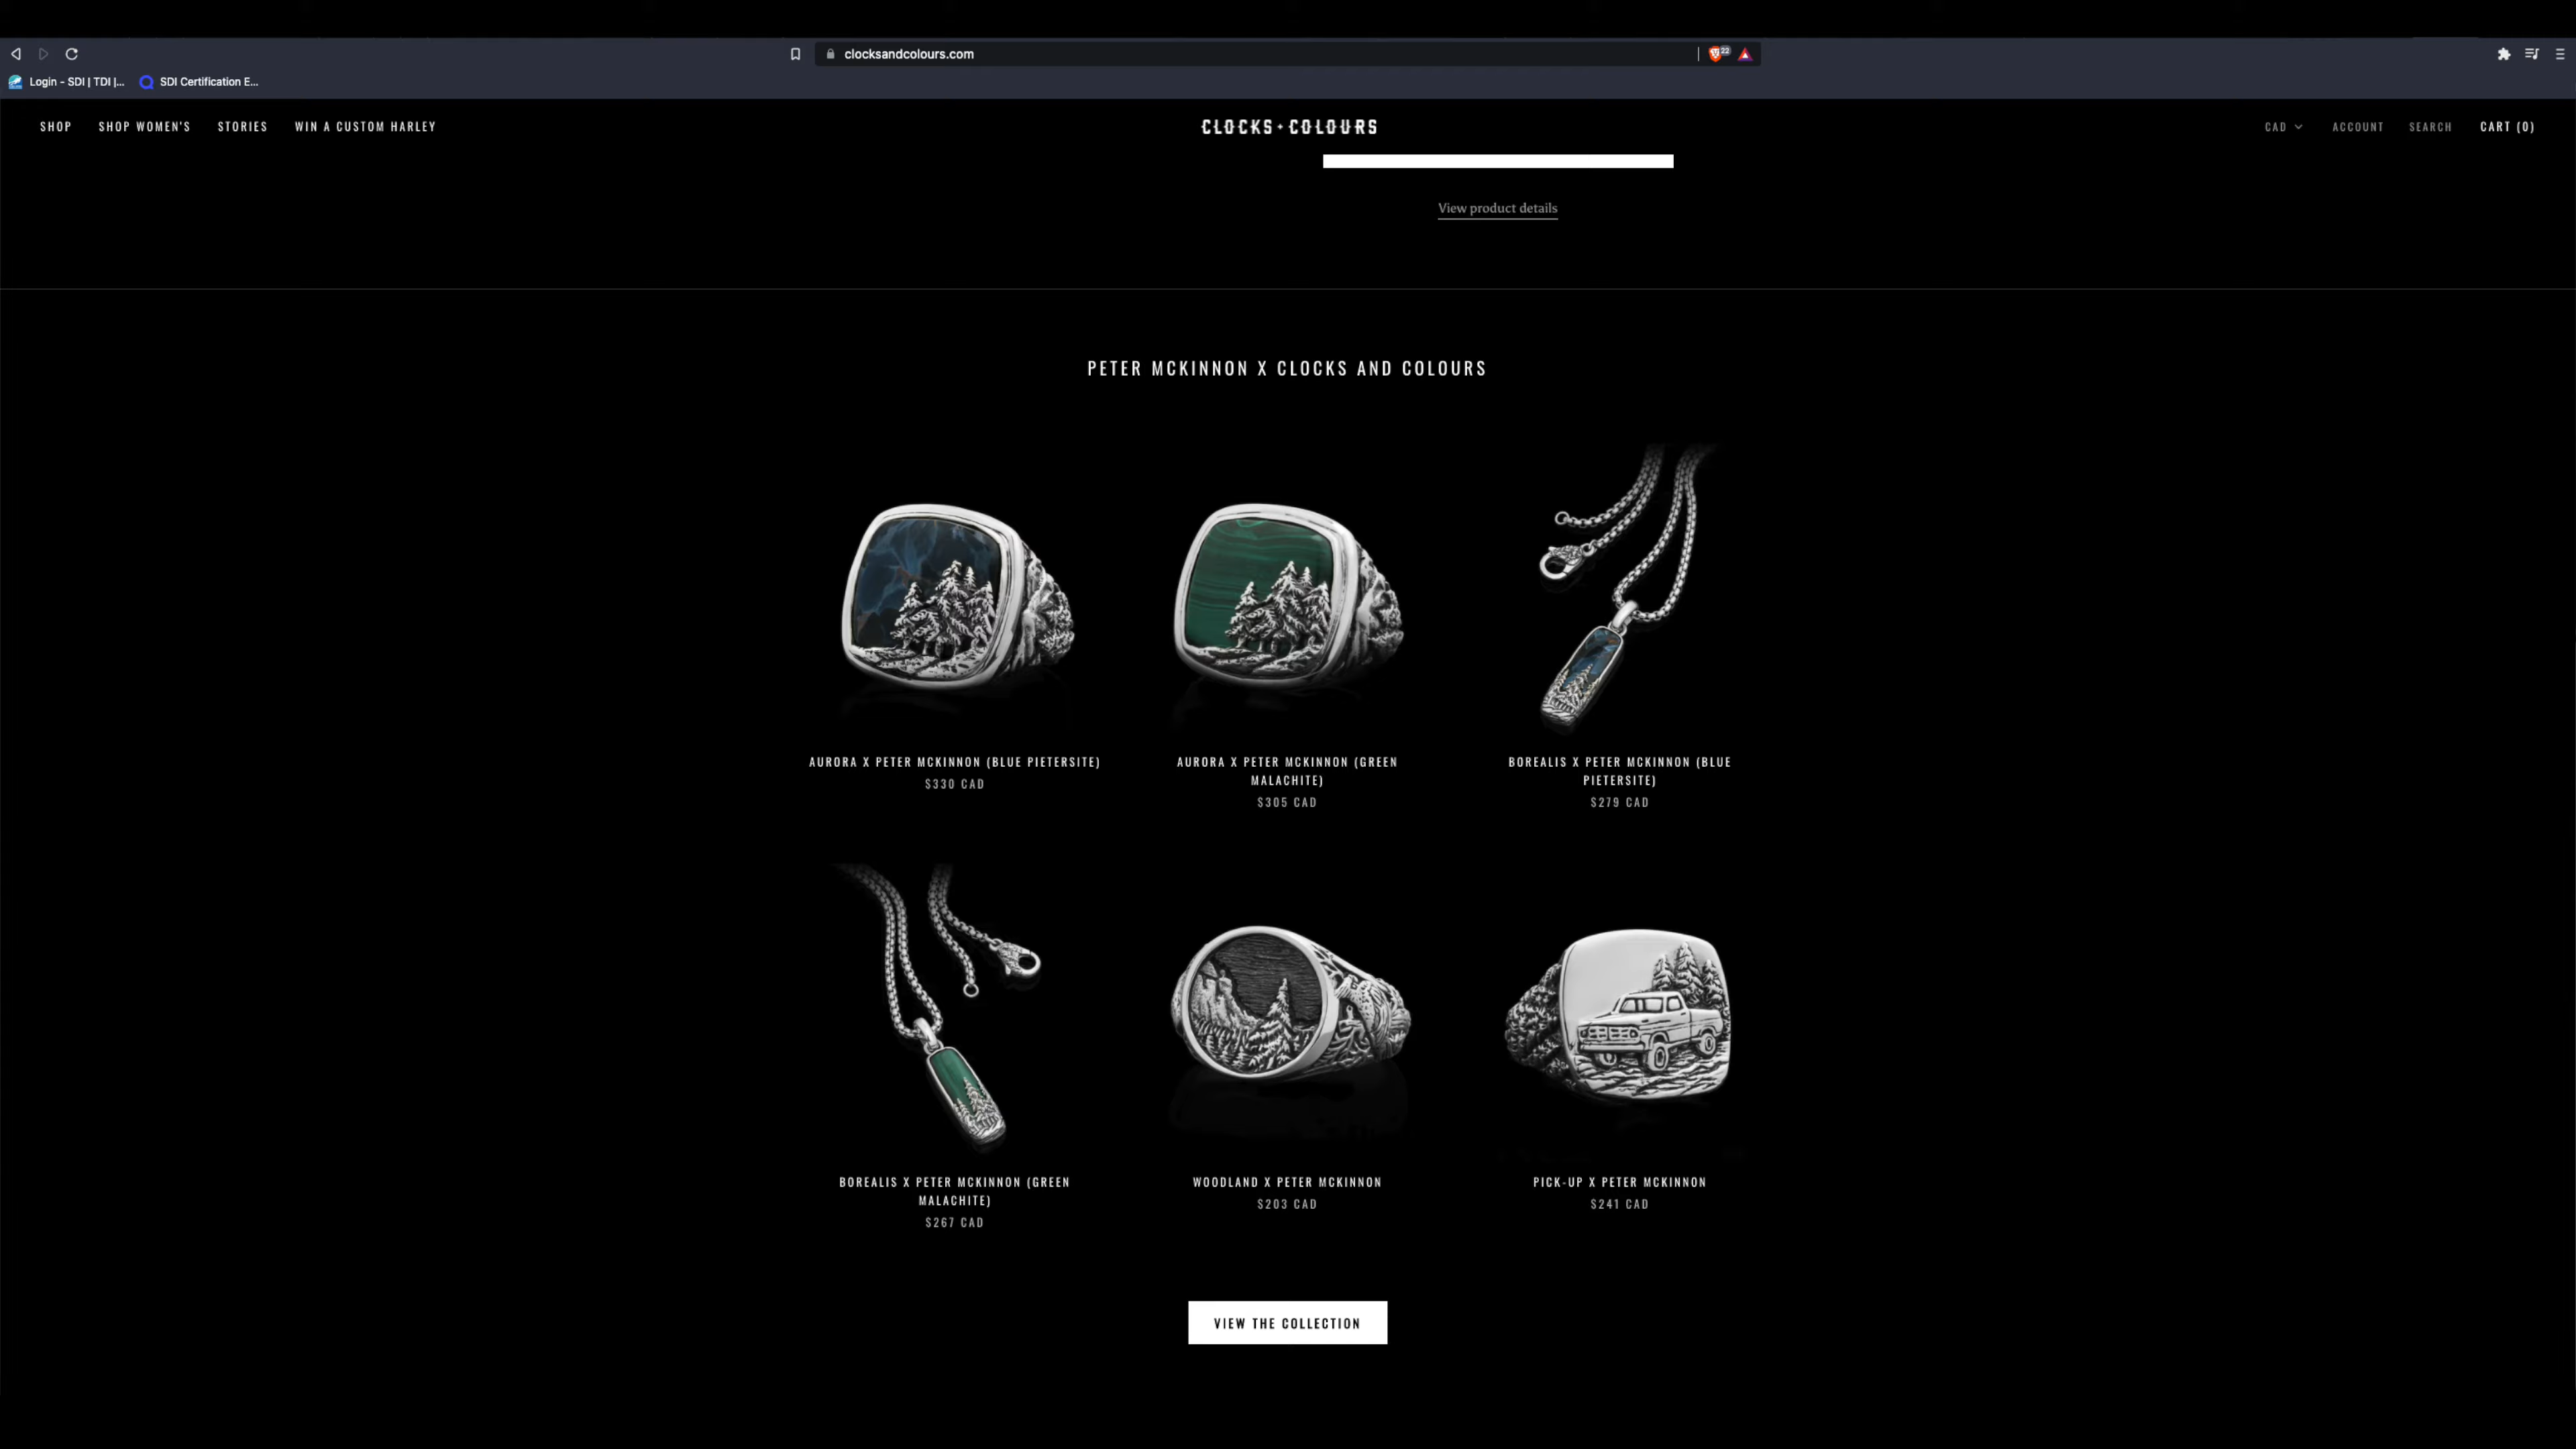 clocksandcolours.com
22
Login - SDI | TDI |...
SDI Certification E...
SHOP
SHOP WOMEN'S
STORIES
WIN A CUSTOM HARLEY
CLOCKS + COLOURS
CAD
ACCOUNT
SEARCH
CART (0)
View product details
PETER MCKINNON X CLOCKS AND COLOURS
AURORA X PETER MCKINNON (BLUE PIETERSITE)
$330 CAD
AURORA X PETER MCKINNON (GREEN
MALACHITE)
$305 CAD
BOREALIS X PETER MCKINNON (BLUE
PIETERSITE)
$279 CAD
BOREALIS X PETER MCKINNON (GREEN
MALACHITE)
$267 CAD
WOODLAND X PETER MCKINNON
$203 CAD
PICK-UP X PETER MCKINNON
$241 CAD
VIEW THE COLLECTION